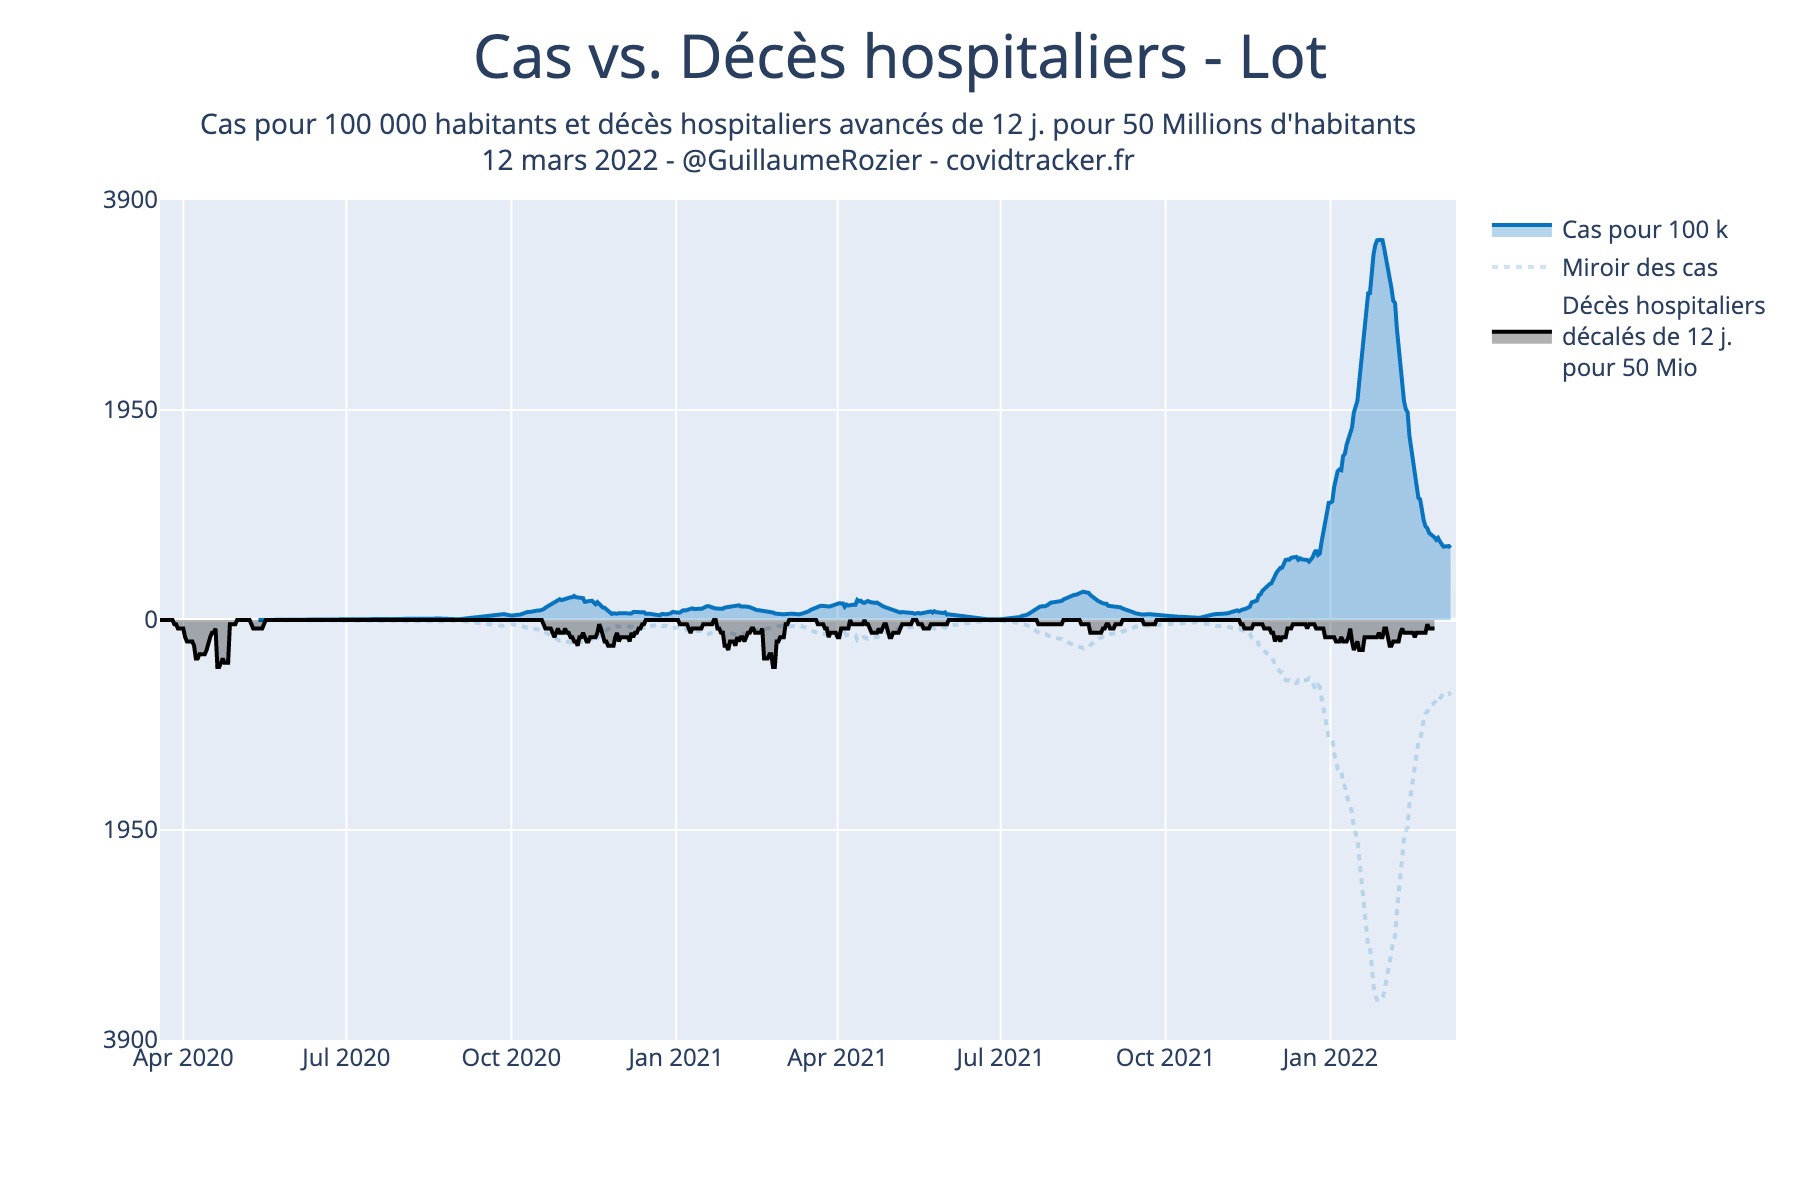 Cas vs. Décès hospitaliers - Lot
Cas pour 100 000 habitants et décès hospitaliers avancés de 12 j. pour 50 Millions d'habitants
12 mars 2022 - @GuillaumeRozier - covidtracker.fr
3900
1950
0
1950
3900
Apr 2020
Jul 2020
Oct 2020
Jan 2021
Apr 2021
Jul 2021
Oct 2021
Jan 2022
Cas pour 100 k
Miroir des cas
Décès hospitaliers
décalés de 12 j.
pour 50 Mio